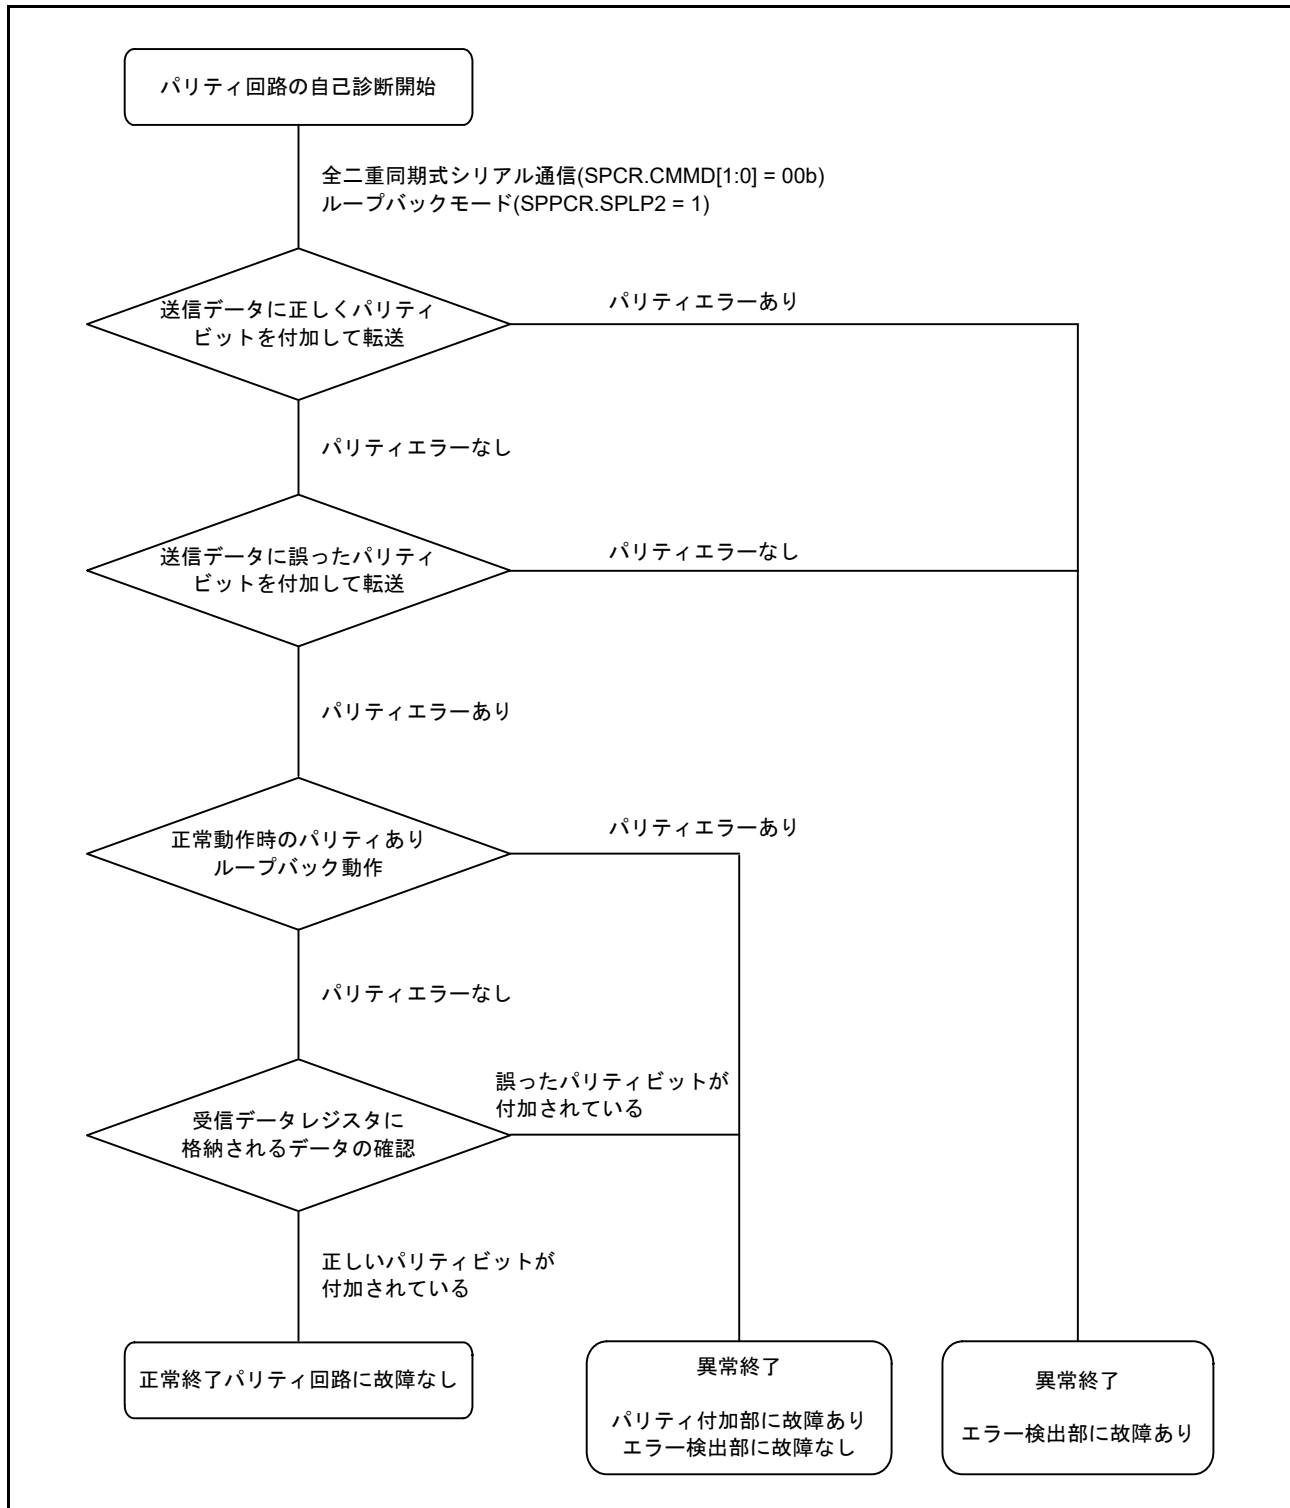 パリティ回路の自己診断開始
全二重同期式シリアル通信(SPCR.CMMD[1:0] = 00b)
ループバックモード(SPPCR.SPLP2 = 1)
送信データに正しくパリティ
ビットを付加して転送
パリティエラーあり
パリティエラーなし
送信データに誤ったパリティ
ビットを付加して転送
パリティエラーなし
パリティエラーあり
正常動作時のパリティあり
ループバック動作
パリティエラーあり
パリティエラーなし
受信データレジスタに
格納されるデータの確認
誤ったパリティビットが
付加されている
正しいパリティビットが
付加されている
正常終了パリティ回路に故障なし
異常終了
パリティ付加部に故障あり
エラー検出部に故障なし
異常終了
エラー検出部に故障あり